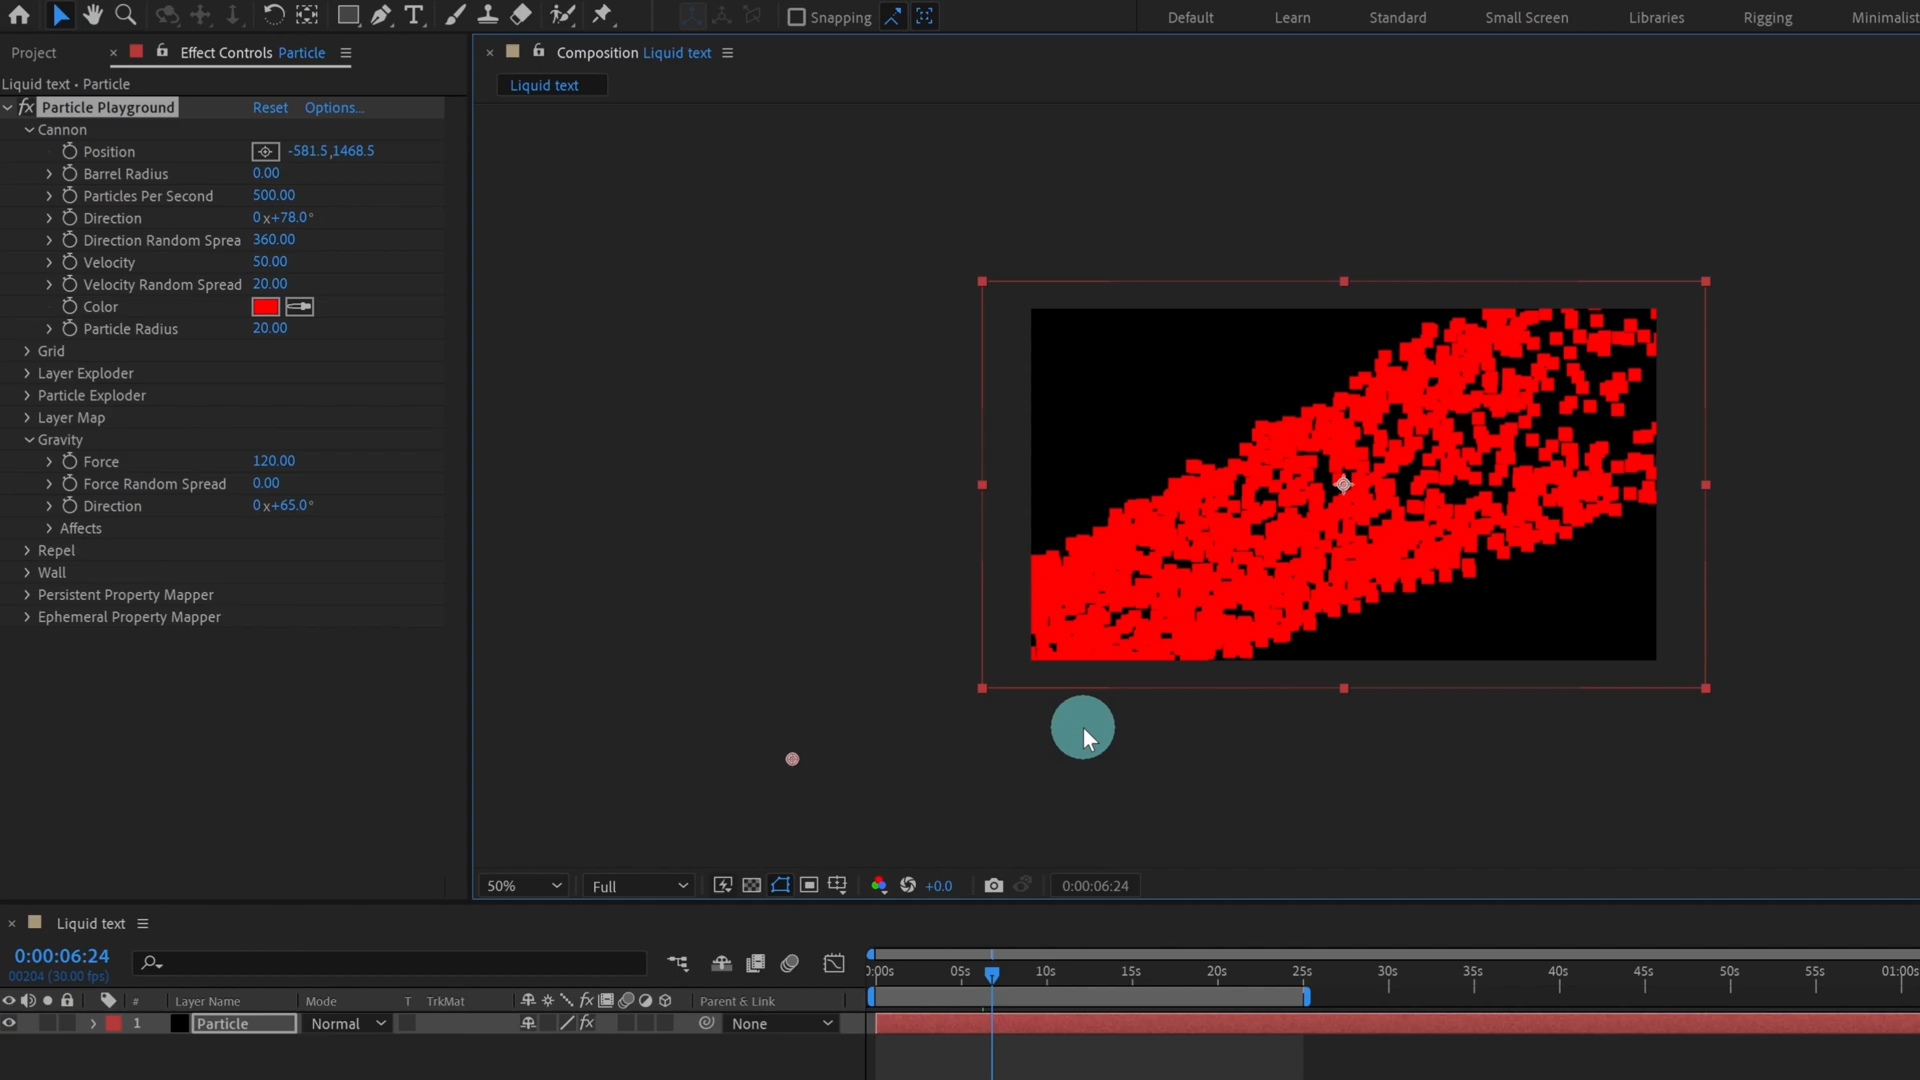 Snapping
Default
Learn
Standard
Small Screen
Libraries
Rigging
Minimalist
Project
Effect Controls Particle
Composition Liquid text
Liquid text • Particle
Liquid text
fx Particle Playground Reset Options...
Cannon
Position -581.5,1468.5
Barrel Radius 0.00
Particles Per Second 500.00
Direction 0x+78.0°
Direction Random Sprea 360.00
Velocity 50.00
Velocity Random Spread 20.00
Color
Particle Radius 20.00
Grid
Layer Exploder
Particle Exploder
Layer Map
Gravity
Force 120.00
Force Random Spread 0.00
Direction 0x+65.0°
Affects
Repel
Wall
Persistent Property Mapper
Ephemeral Property Mapper
50% Full +0.0 0:00:06:24
Liquid text
0:00:06:24
00204 (30.00 fps)
0:00s 05s 10s 15s 20s 25s 30s 35s 40s 45s 50s 55s 01:00s
# Layer Name Mode T TrkMat fx Parent & Link
1 Particle Normal fx None